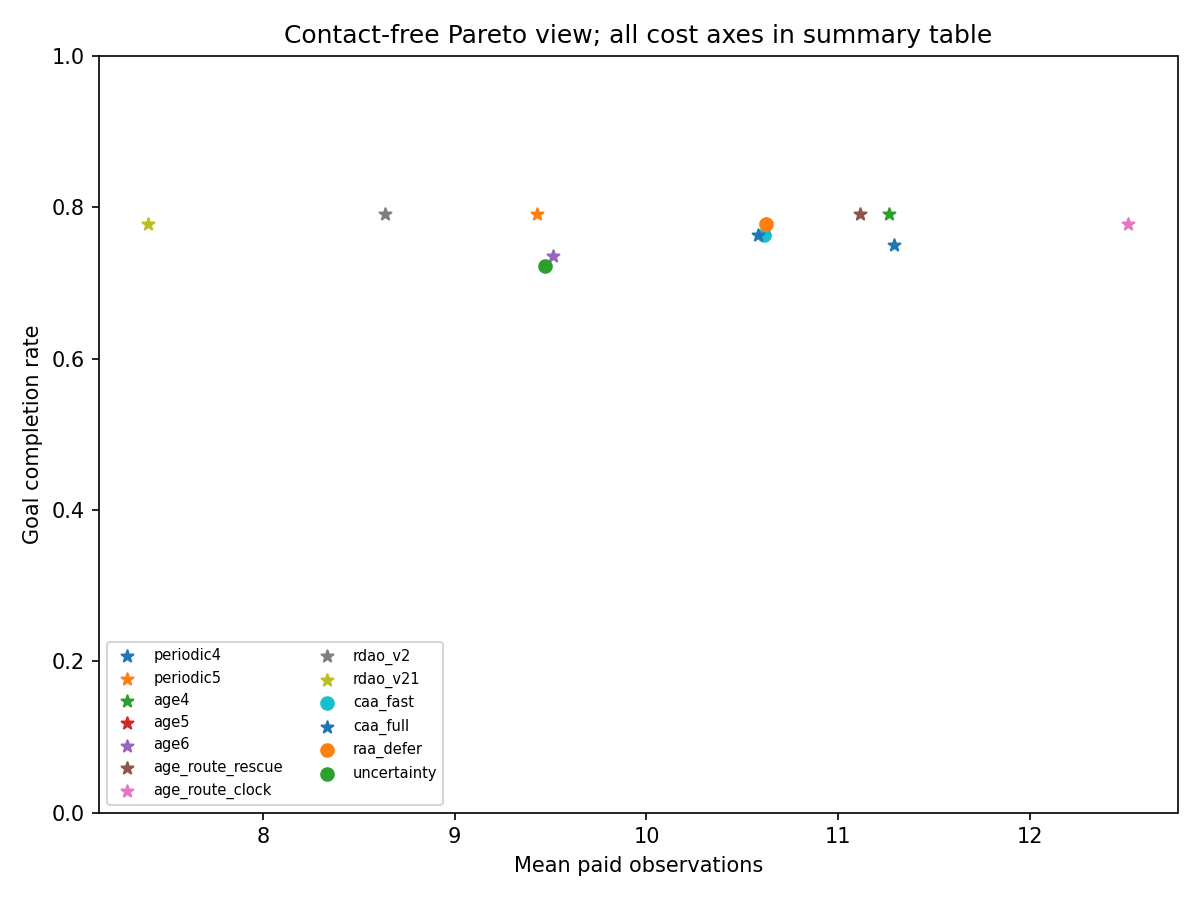 Contact-free Pareto view; all cost axes in summary table
1.0
0.8
0.6
0.4
0.2
0.0
Goal completion rate
periodic4
periodic5
age4
age5
age6
age_route_rescue
age_route_clock
rdao_v2
rdao_v21
caa_fast
caa_full
raa_defer
uncertainty
8
9
10
11
12
Mean paid observations